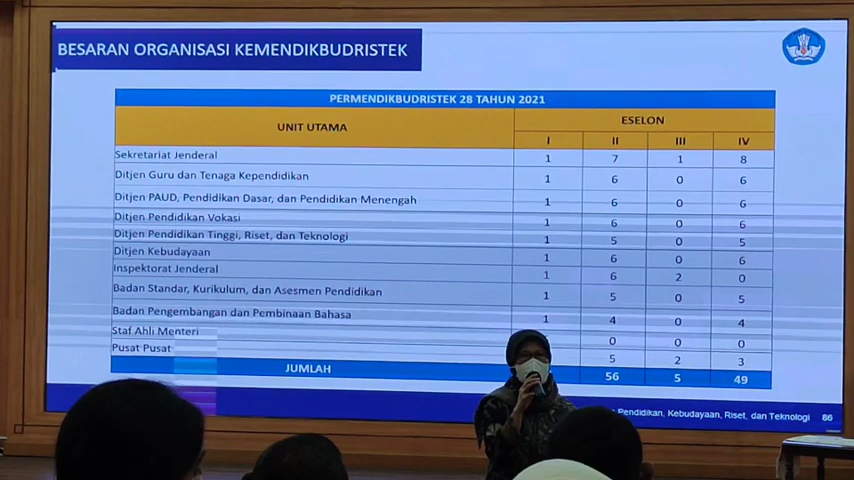 BESARAN ORGANISASI KEMENDIKBUDRISTEK
PERMENDIKBUDRISTEK 28 TAHUN 2021
UNIT UTAMA ESELON
I II III IV
Sekretariat Jenderal 1 7 1 8
Ditjen Guru dan Tenaga Kependidikan 1 6 0 6
Ditjen PAUD, Pendidikan Dasar, dan Pendidikan Menengah 1 6 0 6
Ditjen Pendidikan Vokasi 1 6 0 6
Ditjen Pendidikan Tinggi, Riset, dan Teknologi 1 5 0 5
Ditjen Kebudayaan 1 6 0 6
Inspektorat Jenderal 1 6 2 0
Badan Standar, Kurikulum, dan Asesmen Pendidikan 1 5 0 5
Badan Pengembangan dan Pembinaan Bahasa 1 4 0 4
Staf Ahli Menteri 0 0 0
Pusat Pusat 5 2 3
JUMLAH 56 5 49
Pendidikan, Kebudayaan, Riset, dan Teknologi 86